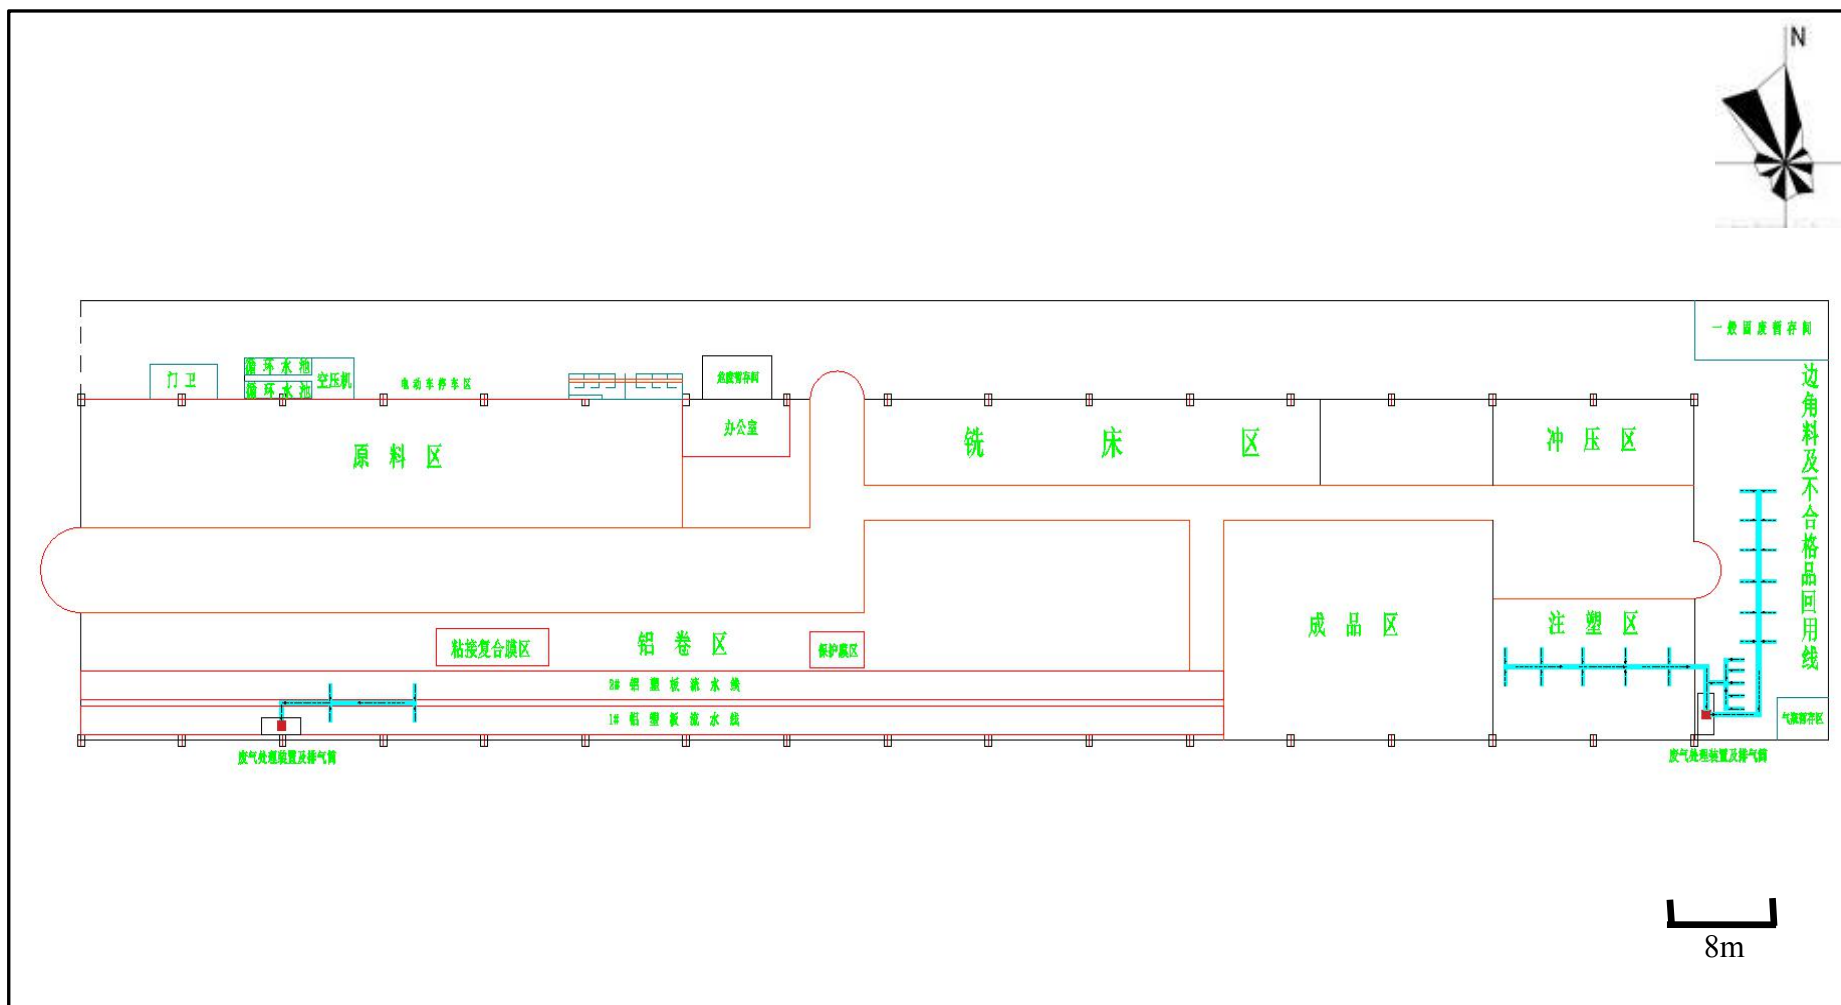 N
一般固废暂存间
门 卫
循 环 水 池
循 环 水 池
空压机
电 动 车 停 车 区
危废暂存间
办公室
原 料 区
铣 床 区
冲 压 区
边角料及不合格品回用线
成 品 区
注 塑 区
粘接复合膜区
铝 卷 区
保护膜区
2# 铝 塑 板 流 水 线
1# 铝 塑 板 流 水 线
废气处理装置及排气筒
废气处理装置及排气筒
8m